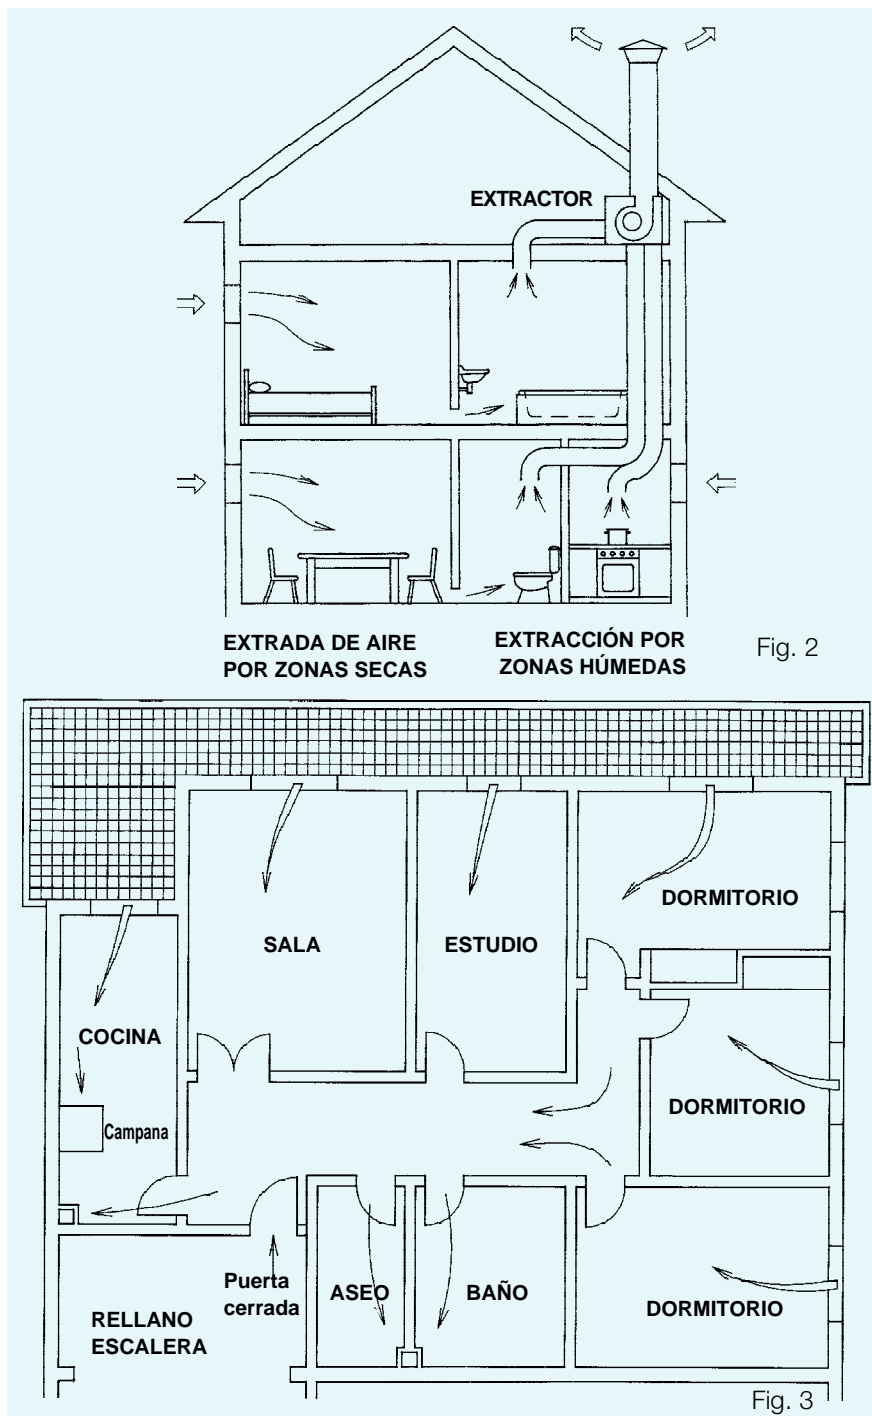 EXTRACTOR
EXTRADA DE AIRE
POR ZONAS SECAS
EXTRACCIÓN POR
ZONAS HÚMEDAS
Fig. 2
DORMITORIO
SALA
ESTUDIO
COCINA
DORMITORIO
Campana
Puerta
cerrada
ASEO
BAÑO
DORMITORIO
RELLANO
ESCALERA
Fig. 3